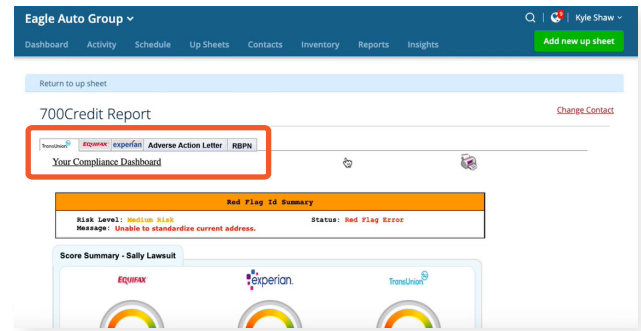 Eagle Auto Group
Kyle Shaw
Dashboard Activity Schedule Up Sheets Contacts Inventory Reports Insights
Add new up sheet
Return to up sheet
700Credit Report
Change Contact
TransUnion EQUIFAX experian Adverse Action Letter RBPN
Your Compliance Dashboard
Red Flag Id Summary
Risk Level: Medium Risk Status: Red Flag Error
Message: Unable to standardize current address.
Score Summary - Sally Lawsuit
EQUIFAX experian. TransUnion